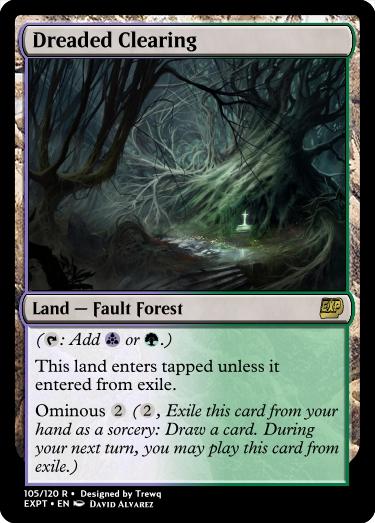 Dreaded Clearing
Land — Fault Forest
EXP
(: Add or .)
This land enters tapped unless it
entered from exile.
Ominous 2 (2, Exile this card from your
hand as a sorcery: Draw a card. During
your next turn, you may play this card from
exile.)
105/120 R • Designed by Trewq
EXPT • EN DAVID ALVAREZ